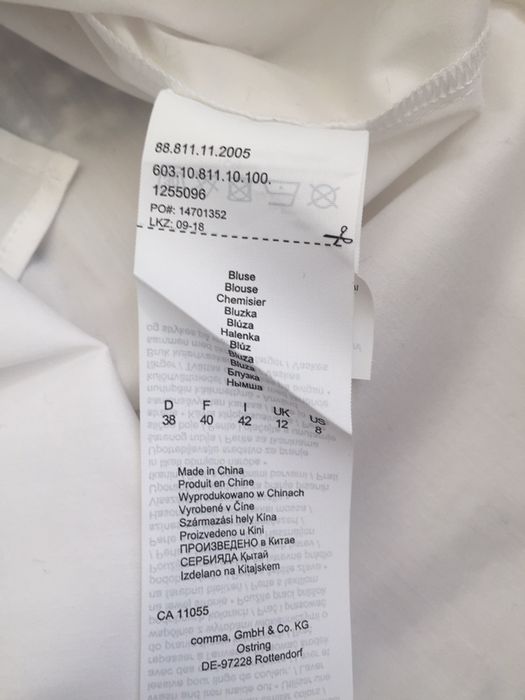 88.811.11.2005
603.10.811.10.100.
1255096
PO#: 14701352
LKZ: 09-18
Bluse
Blouse
Chemisier
Bluzka
Blúza
Halenka
Blúz
Bluza
Bluza
Блузка
Нымша
D F I UK US
38 40 42 12 8
Made in China
Produit en Chine
Wyprodukowano w Chinach
Vyrobené v Čine
Származási hely Kína
Proizvedeno u Kini
ПРОИЗВЕДЕНО в Китае
СЕРБИЯДА Қытай
Izdelano na Kitajskem
CA 11055
comma, GmbH & Co. KG
Ostring
DE-97228 Rottendorf